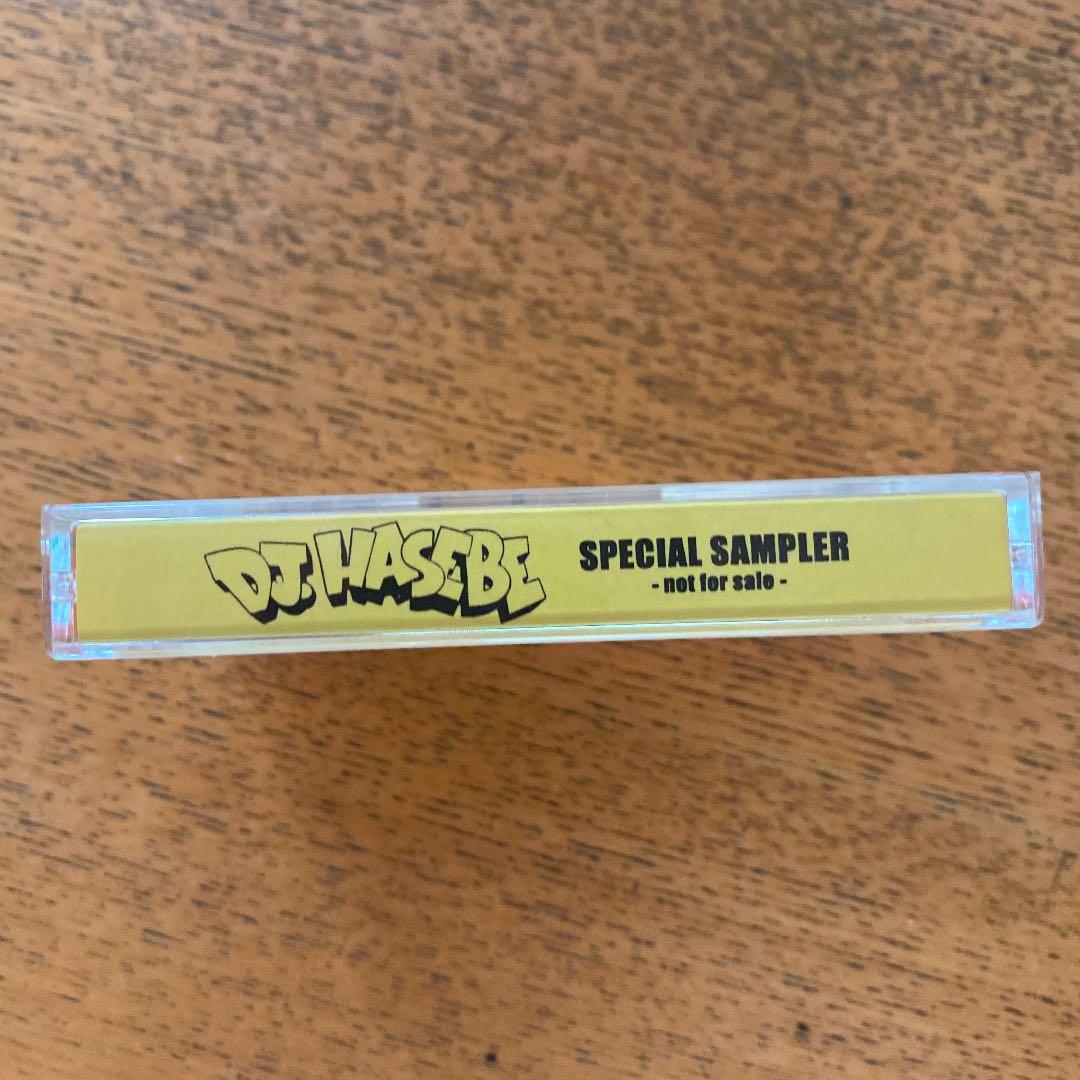 DJ. HASEBE
SPECIAL SAMPLER
- not for sale -